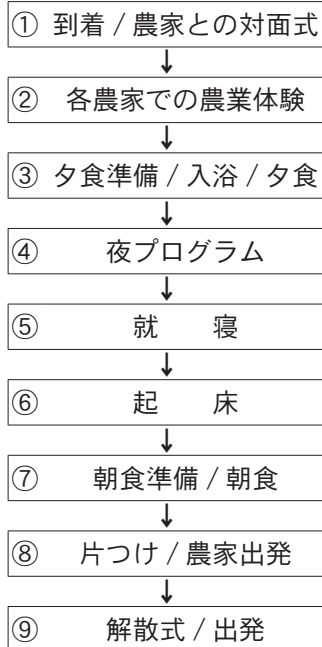 ① 到着 / 農家との対面式
② 各農家での農業体験
③ 夕食準備 / 入浴 / 夕食
④ 夜プログラム
⑤ 就　寝
⑥ 起　床
⑦ 朝食準備 / 朝食
⑧ 片つけ / 農家出発
⑨ 解散式 / 出発